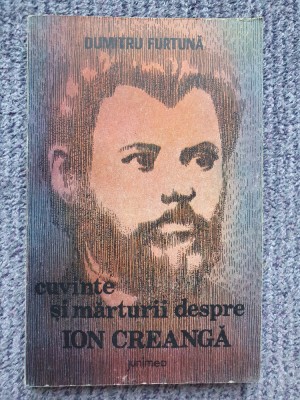 DUMITRU FURTUNĂ
cuvinte
și mărturii despre
ION CREANGĂ
junimea